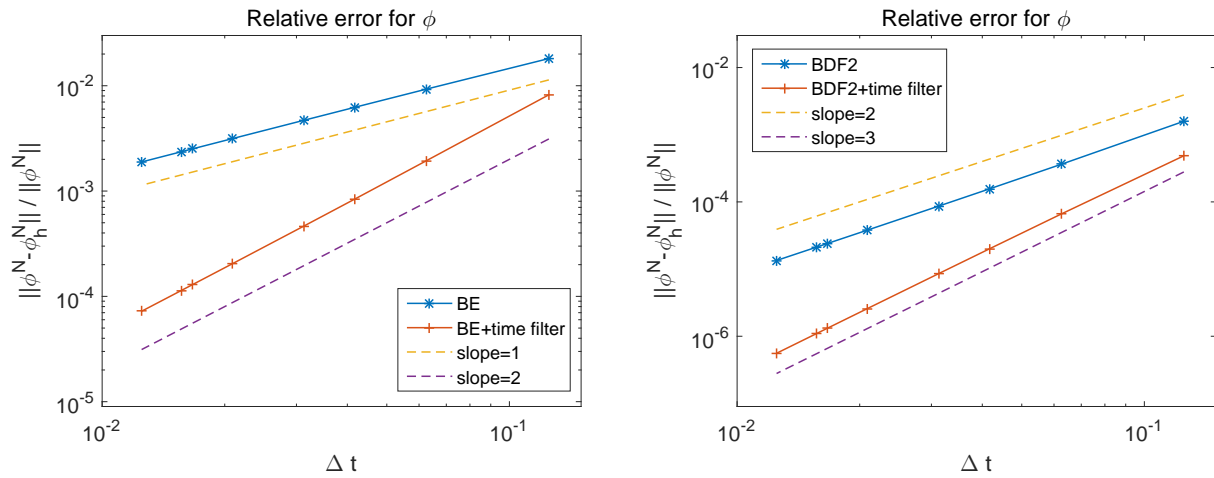 Relative error for ϕ
||ϕ^N-ϕ_h^N|| / ||ϕ^N||
10^-2
10^-3
10^-4
10^-5
BE
BE+time filter
slope=1
slope=2
10^-2
10^-1
Δ t
Relative error for ϕ
||ϕ^N-ϕ_h^N|| / ||ϕ^N||
10^-2
10^-4
10^-6
BDF2
BDF2+time filter
slope=2
slope=3
10^-2
10^-1
Δ t